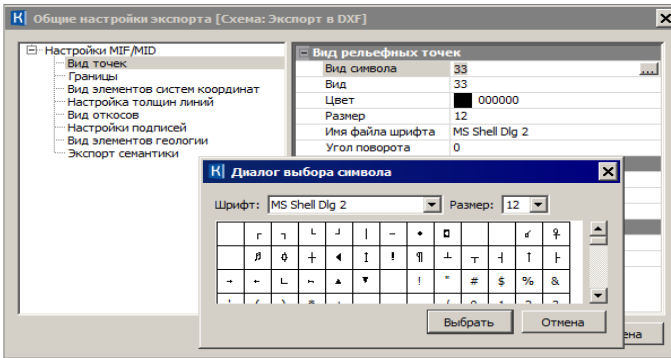 Общие настройки экспорта [Схема: Экспорт в DXF]
Настройки MIF/MID
Вид точек
Границы
Вид элементов систем координат
Настройка толщин линий
Вид откосов
Настройки подписей
Вид элементов геологии
Экспорт семантики
Вид рельефных точек
Вид символа 33
Вид 33
Цвет 000000
Размер 12
Имя файла шрифта MS Shell Dlg 2
Угол поворота 0
Диалог выбора символа
Шрифт: MS Shell Dlg 2 Размер: 12
! " # $ % &
Выбрать Отмена